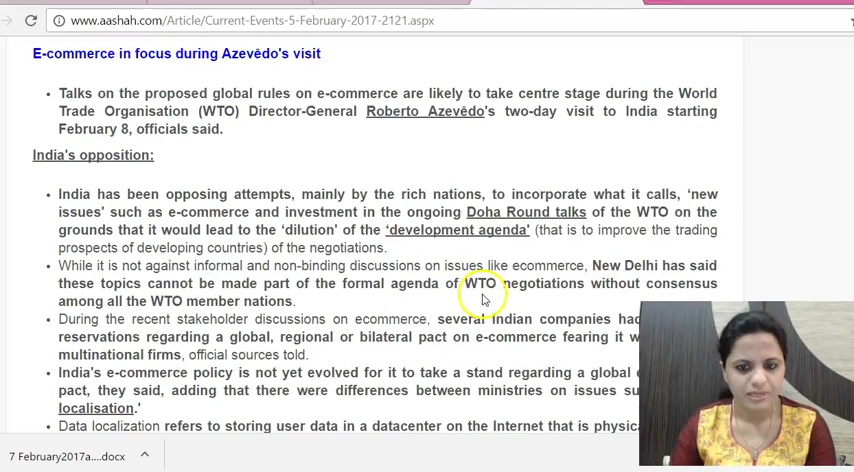 www.aashah.com/Article/Current-Events-5-February-2017-2121.aspx
E-commerce in focus during Azevêdo's visit
• Talks on the proposed global rules on e-commerce are likely to take centre stage during the World
Trade Organisation (WTO) Director-General Roberto Azevêdo's two-day visit to India starting
February 8, officials said.
India's opposition:
• India has been opposing attempts, mainly by the rich nations, to incorporate what it calls, ‘new
issues' such as e-commerce and investment in the ongoing Doha Round talks of the WTO on the
grounds that it would lead to the ‘dilution’ of the ‘development agenda’ (that is to improve the trading
prospects of developing countries) of the negotiations.
• While it is not against informal and non-binding discussions on issues like ecommerce, New Delhi has said
these topics cannot be made part of the formal agenda of WTO negotiations without consensus
among all the WTO member nations.
• During the recent stakeholder discussions on ecommerce, several Indian companies had
reservations regarding a global, regional or bilateral pact on e-commerce fearing it
multinational firms, official sources told.
• India's e-commerce policy is not yet evolved for it to take a stand regarding a global
pact, they said, adding that there were differences between ministries on issues
localisation.'
• Data localization refers to storing user data in a datacenter on the Internet that is
7 February2017a....docx